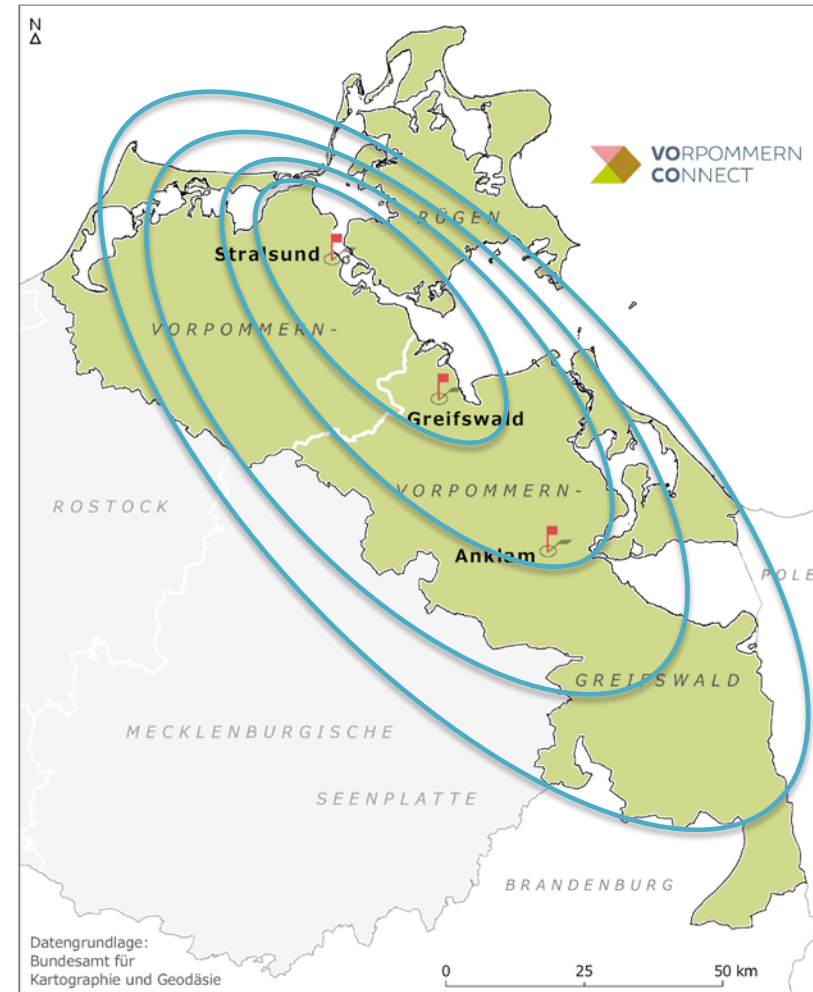 N
VORPOMMERN
CONNECT
RÜGEN
Stralsund
VORPOMMERN-
Greifswald
VORPOMMERN-
ROSTOCK
Anklam
POLE
GREIFSWALD
MECKLENBURGISCHE
SEENPLATTE
BRANDENBURG
Datengrundlage:
Bundesamt für
Kartographie und Geodäsie
0 25 50 km